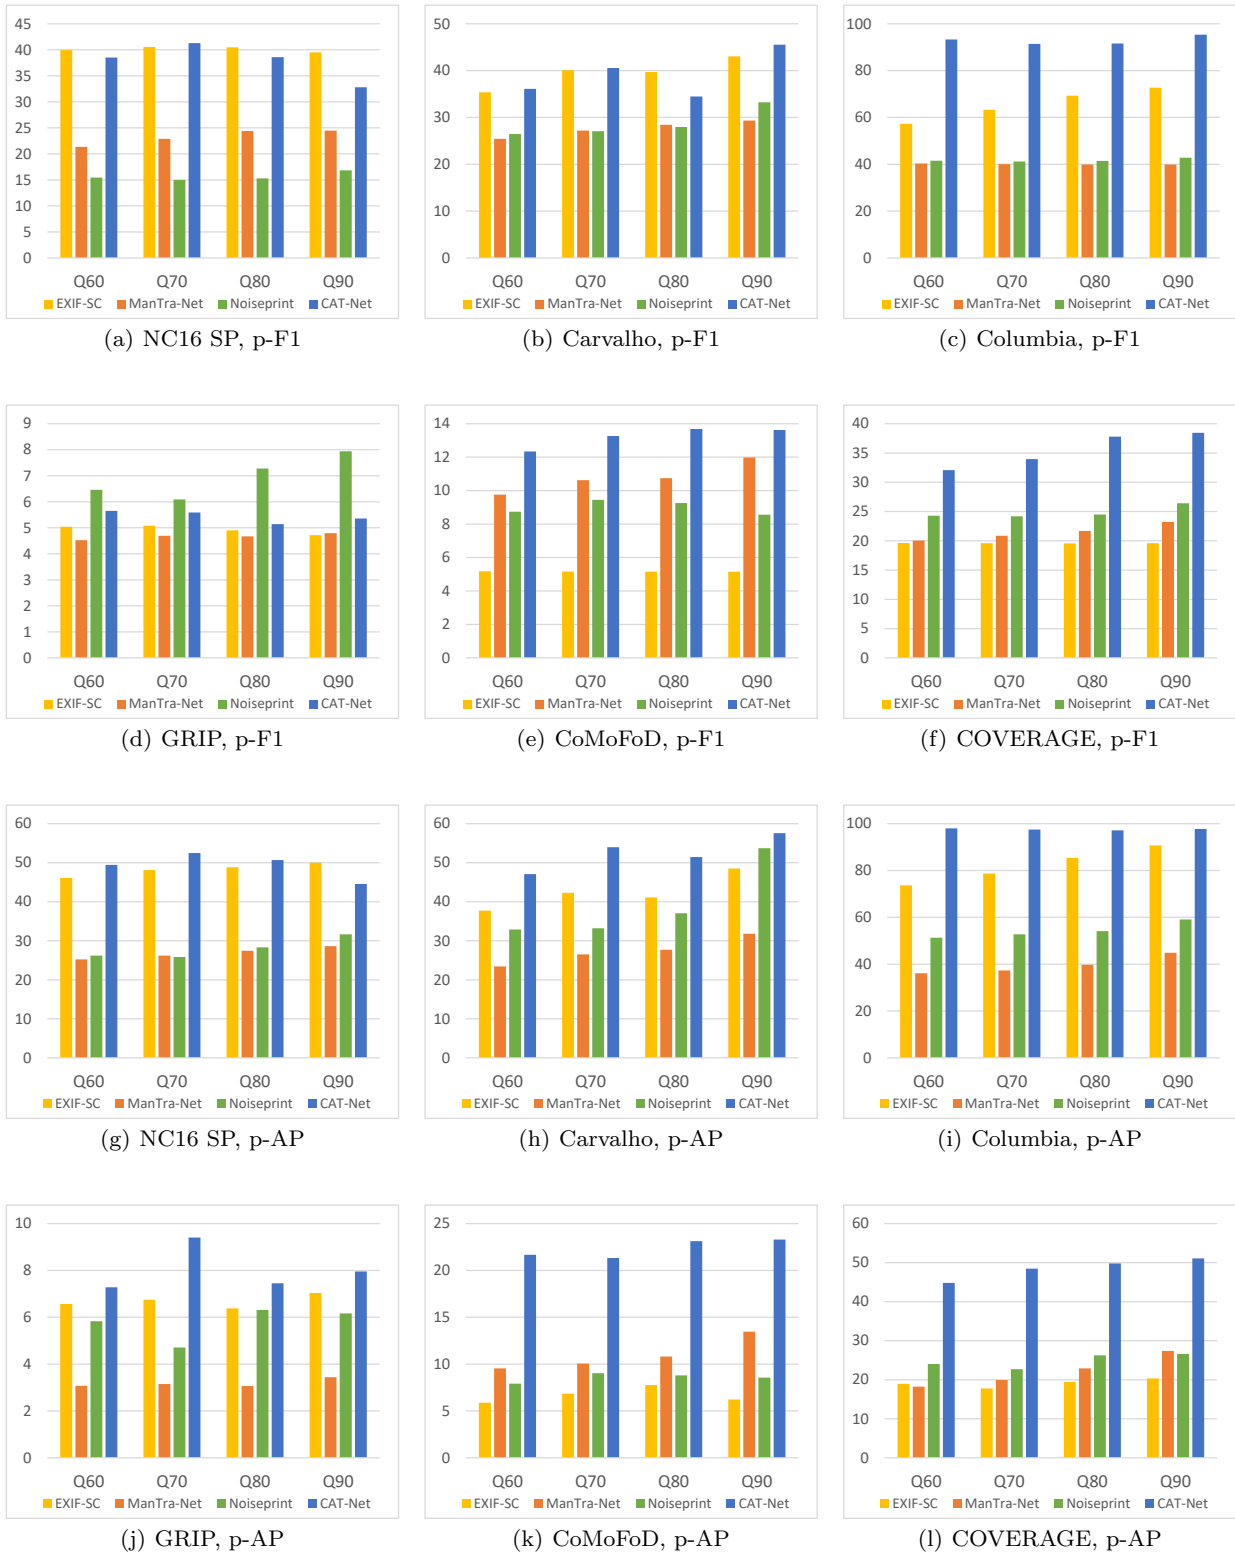 45
40
35
30
25
20
15
10
5
0
Q60 Q70 Q80 Q90
EXIF-SC ManTra-Net Noiseprint CAT-Net
(a) NC16 SP, p-F1
50
40
30
20
10
0
Q60 Q70 Q80 Q90
EXIF-SC ManTra-Net Noiseprint CAT-Net
(b) Carvalho, p-F1
100
80
60
40
20
0
Q60 Q70 Q80 Q90
EXIF-SC ManTra-Net Noiseprint CAT-Net
(c) Columbia, p-F1
9
8
7
6
5
4
3
2
1
0
Q60 Q70 Q80 Q90
EXIF-SC ManTra-Net Noiseprint CAT-Net
(d) GRIP, p-F1
14
12
10
8
6
4
2
0
Q60 Q70 Q80 Q90
EXIF-SC ManTra-Net Noiseprint CAT-Net
(e) CoMoFoD, p-F1
40
35
30
25
20
15
10
5
0
Q60 Q70 Q80 Q90
EXIF-SC ManTra-Net Noiseprint CAT-Net
(f) COVERAGE, p-F1
60
50
40
30
20
10
0
Q60 Q70 Q80 Q90
EXIF-SC ManTra-Net Noiseprint CAT-Net
(g) NC16 SP, p-AP
60
50
40
30
20
10
0
Q60 Q70 Q80 Q90
EXIF-SC ManTra-Net Noiseprint CAT-Net
(h) Carvalho, p-AP
100
80
60
40
20
0
Q60 Q70 Q80 Q90
EXIF-SC ManTra-Net Noiseprint CAT-Net
(i) Columbia, p-AP
10
8
6
4
2
0
Q60 Q70 Q80 Q90
EXIF-SC ManTra-Net Noiseprint CAT-Net
(j) GRIP, p-AP
25
20
15
10
5
0
Q60 Q70 Q80 Q90
EXIF-SC ManTra-Net Noiseprint CAT-Net
(k) CoMoFoD, p-AP
60
50
40
30
20
10
0
Q60 Q70 Q80 Q90
EXIF-SC ManTra-Net Noiseprint CAT-Net
(l) COVERAGE, p-AP